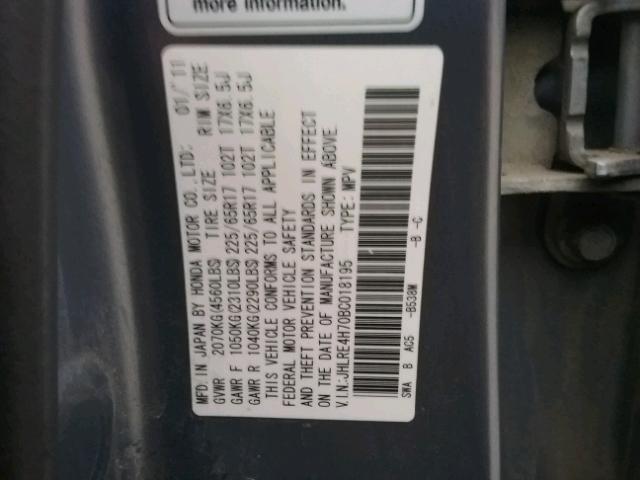 more information.
MFD. IN JAPAN BY HONDA MOTOR CO., LTD: 01/'11
GVWR 2070KG(4560LBS) TIRE SIZE RIM SIZE
GAWR F 1050KG(2310LBS) 225/65R17 102T 17X6.5J
GAWR R 1040KG(2290LBS) 225/65R17 102T 17X6.5J
THIS VEHICLE CONFORMS TO ALL APPLICABLE
FEDERAL MOTOR VEHICLE SAFETY
AND THEFT PREVENTION STANDARDS IN EFFECT
ON THE DATE OF MANUFACTURE SHOWN ABOVE.
V.I.N:JHLRE4H70BC018195 TYPE: MPV
SWA B AC5 -B538M -B -C